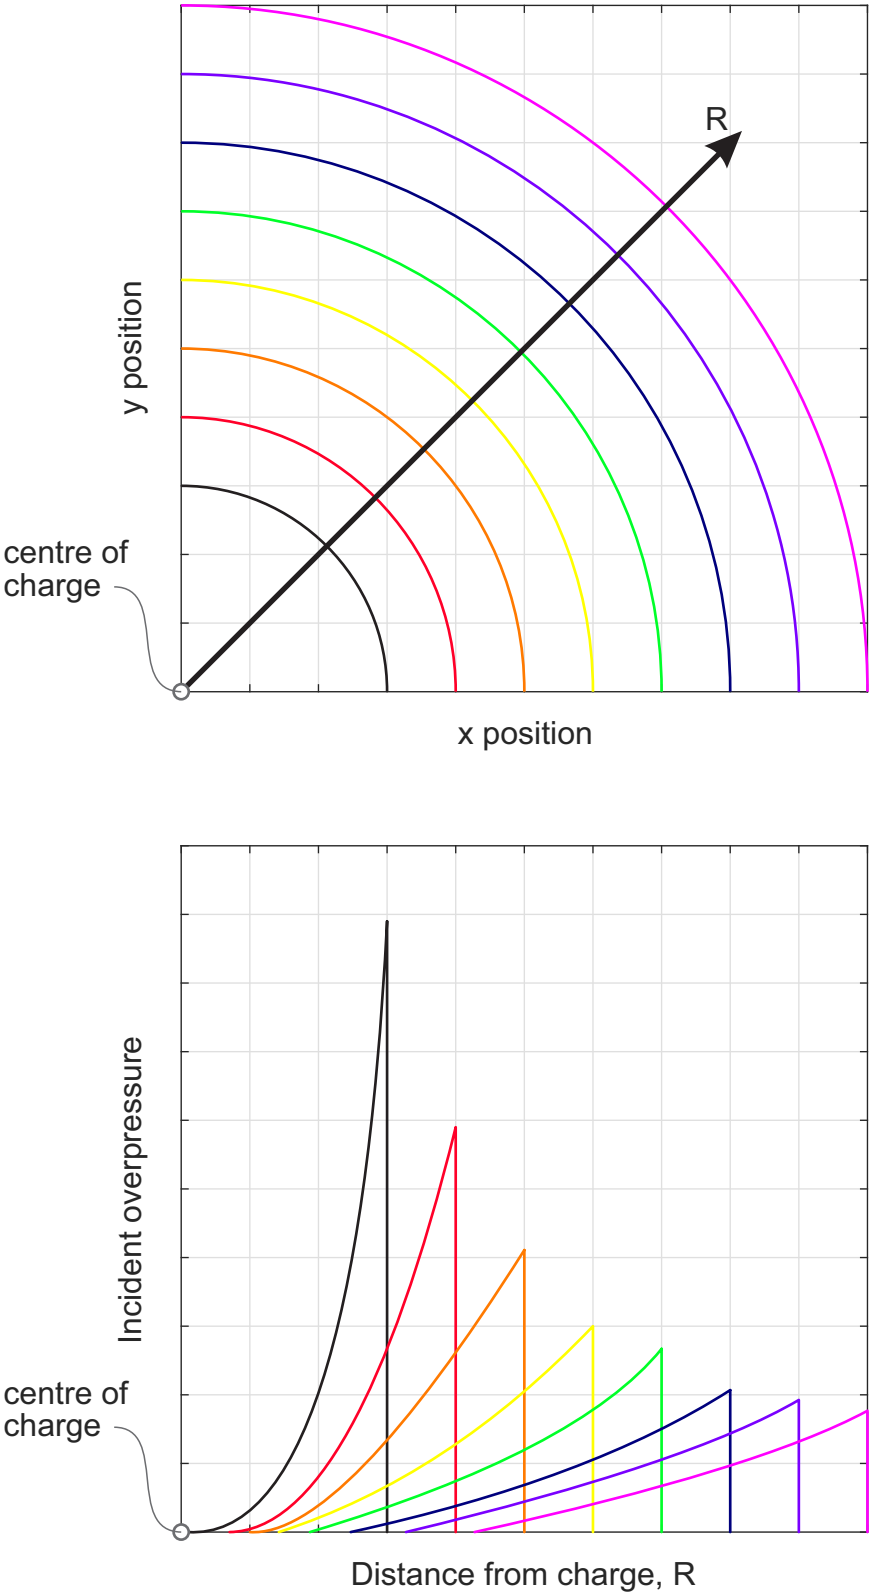 R
y position
centre of
charge
x position
Incident overpressure
centre of
charge
Distance from charge, R